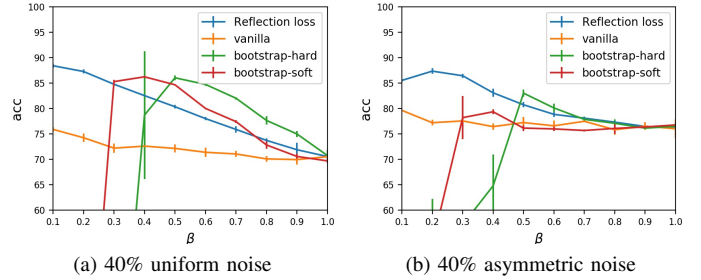 100
95
90
85
80
75
70
65
60
acc
0.1 0.2 0.3 0.4 0.5 0.6 0.7 0.8 0.9 1.0
β
Reflection loss
vanilla
bootstrap-hard
bootstrap-soft
(a) 40% uniform noise
100
95
90
85
80
75
70
65
60
acc
0.1 0.2 0.3 0.4 0.5 0.6 0.7 0.8 0.9 1.0
β
Reflection loss
vanilla
bootstrap-hard
bootstrap-soft
(b) 40% asymmetric noise